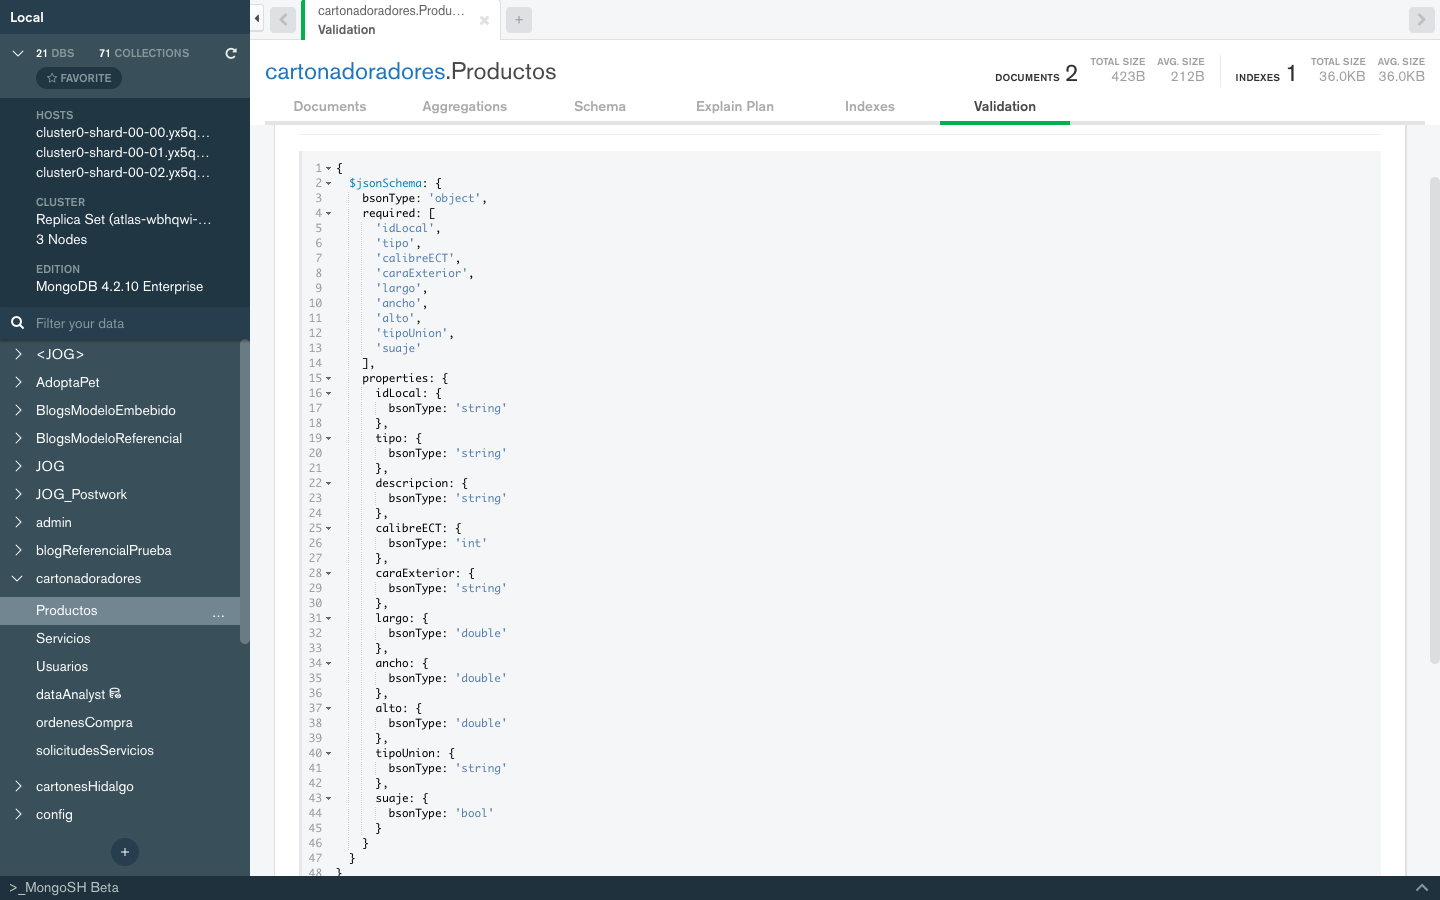 Local
21 DBS 71 COLLECTIONS
FAVORITE
HOSTS
cluster0-shard-00-00.yx5q...
cluster0-shard-00-01.yx5q...
cluster0-shard-00-02.yx5q...
CLUSTER
Replica Set (atlas-wbhqwi-...
3 Nodes
EDITION
MongoDB 4.2.10 Enterprise
Filter your data
<JOG>
AdoptaPet
BlogsModeloEmbebido
BlogsModeloReferencial
JOG
JOG_Postwork
admin
blogReferencialPrueba
cartonadoradores
Productos ...
Servicios
Usuarios
dataAnalyst
ordenesCompra
solicitudesServicios
cartonesHidalgo
config
+
cartonadoradores.Produ...
Validation
+
cartonadoradores.Productos
DOCUMENTS 2 TOTAL SIZE 423B AVG. SIZE 212B INDEXES 1 TOTAL SIZE 36.0KB AVG. SIZE 36.0KB
Documents Aggregations Schema Explain Plan Indexes Validation
1 {
2 $jsonSchema: {
3 bsonType: 'object',
4 required: [
5 'idLocal',
6 'tipo',
7 'calibreECT',
8 'caraExterior',
9 'largo',
10 'ancho',
11 'alto',
12 'tipoUnion',
13 'suaje'
14 ],
15 properties: {
16 idLocal: {
17 bsonType: 'string'
18 },
19 tipo: {
20 bsonType: 'string'
21 },
22 descripcion: {
23 bsonType: 'string'
24 },
25 calibreECT: {
26 bsonType: 'int'
27 },
28 caraExterior: {
29 bsonType: 'string'
30 },
31 largo: {
32 bsonType: 'double'
33 },
34 ancho: {
35 bsonType: 'double'
36 },
37 alto: {
38 bsonType: 'double'
39 },
40 tipoUnion: {
41 bsonType: 'string'
42 },
43 suaje: {
44 bsonType: 'bool'
45 }
46 }
47 }
48 }
>_MongoSH Beta